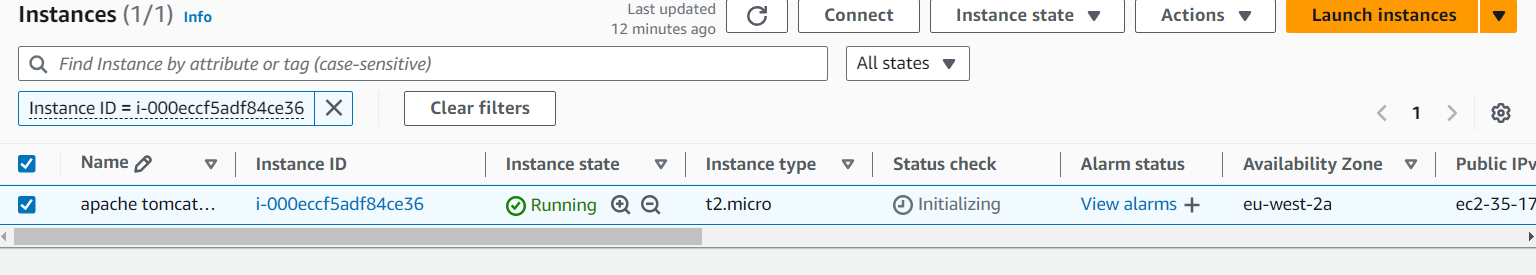 Instances (1/1) Info
Last updated
12 minutes ago
Connect
Instance state
Actions
Launch instances
Find Instance by attribute or tag (case-sensitive)
All states
Instance ID = i-000eccf5adf84ce36
Clear filters
1
Name Instance ID Instance state Instance type Status check Alarm status Availability Zone Public IPv
apache tomcat… i-000eccf5adf84ce36 Running t2.micro Initializing View alarms + eu-west-2a ec2-35-17